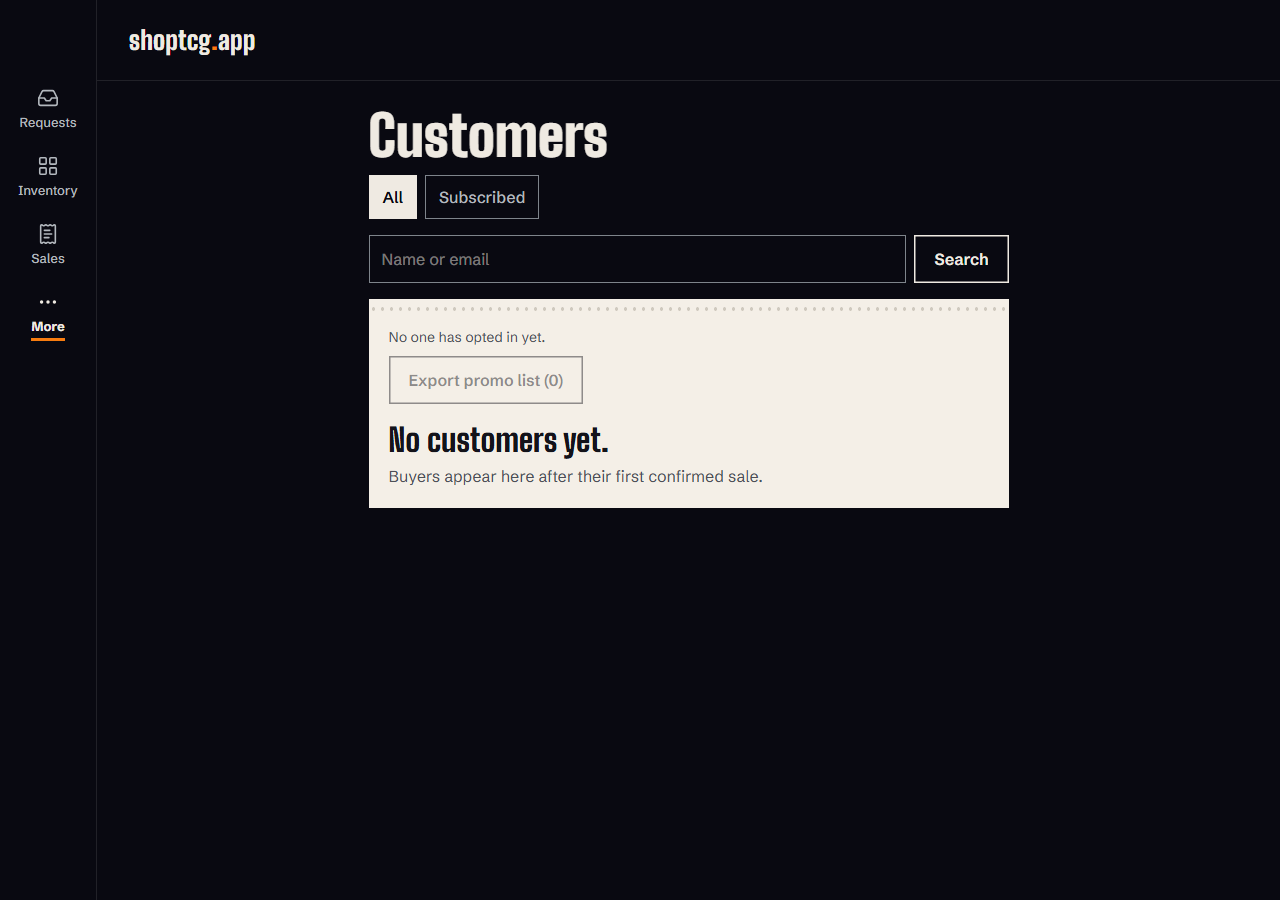 shoptcg.app
Requests
Inventory
Sales
More
Customers
All
Subscribed
Name or email
Search
No one has opted in yet.
Export promo list (0)
No customers yet.
Buyers appear here after their first confirmed sale.